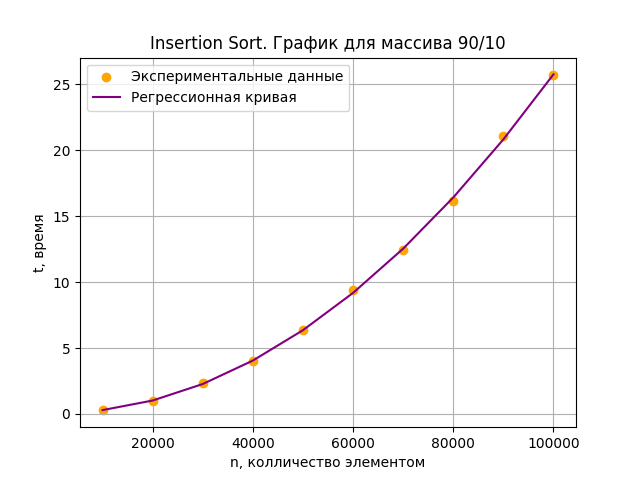 Insertion Sort. График для массива 90/10
Экспериментальные данные
Регрессионная кривая
25
20
15
10
5
0
t, время
20000 40000 60000 80000 100000
n, колличество элементом